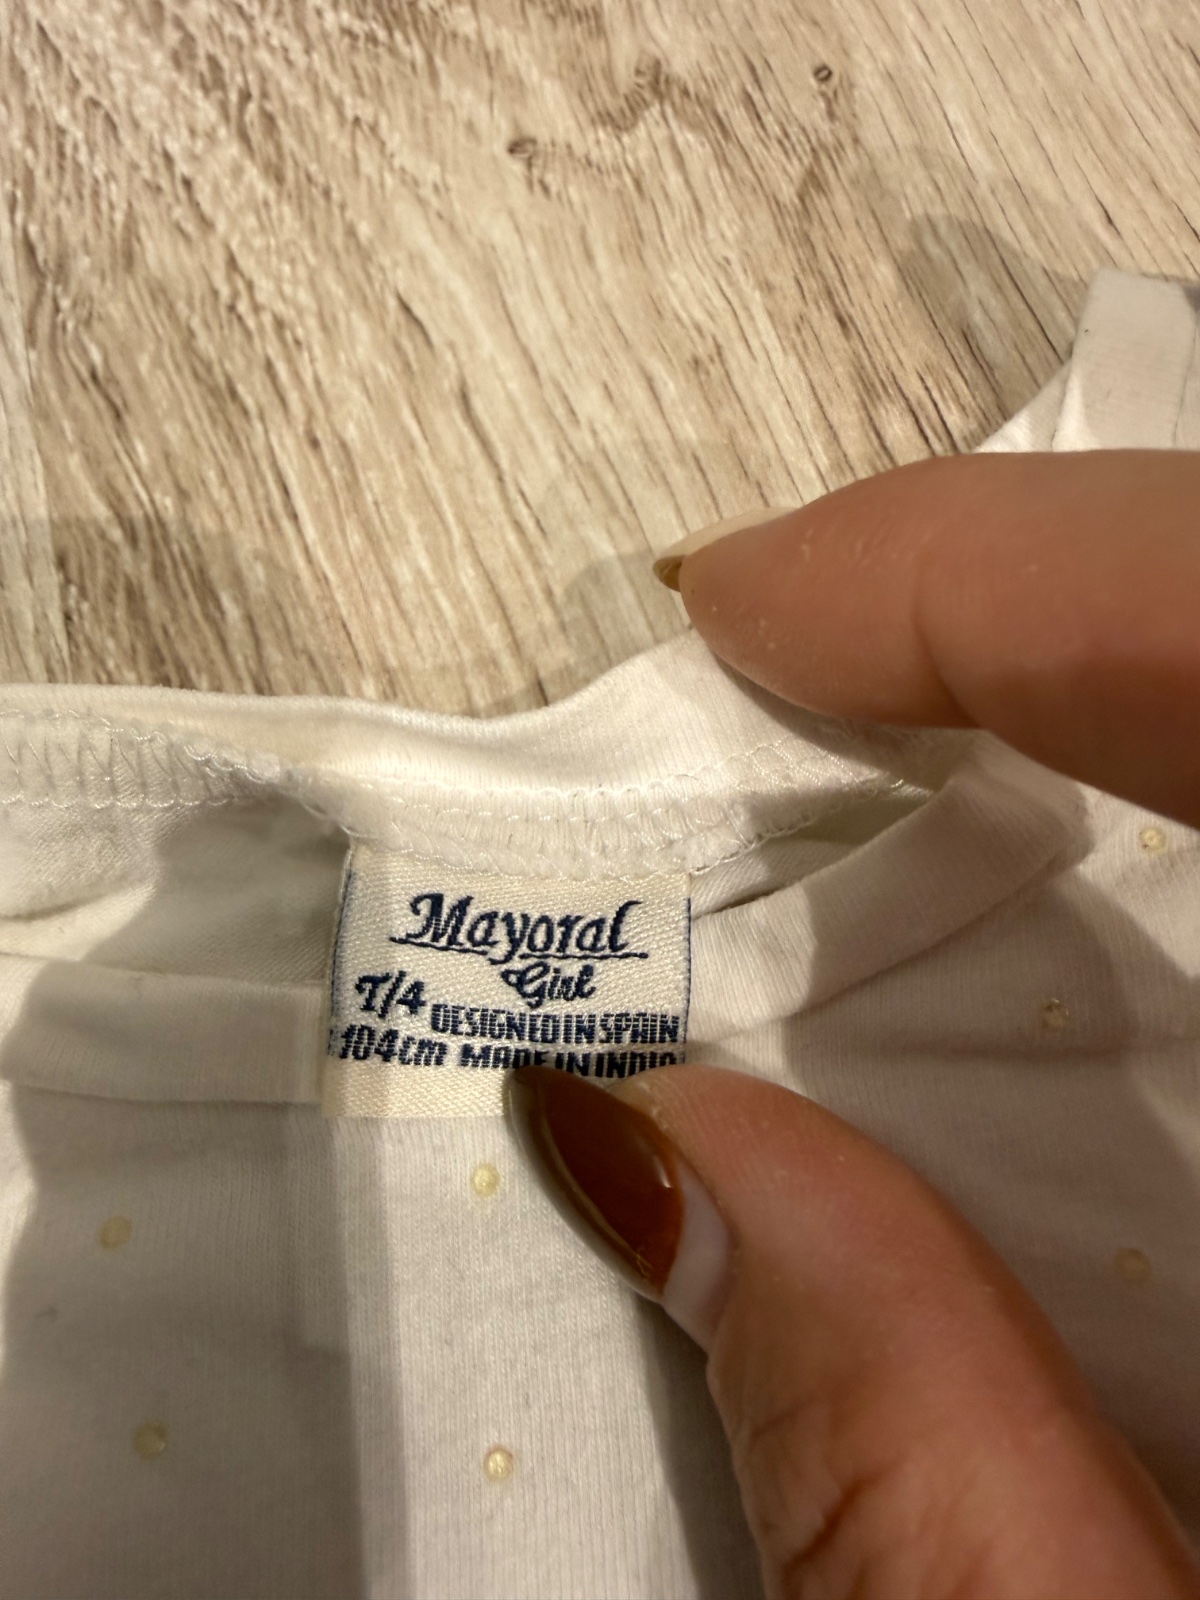 Mayoral
Girl
T/4 DESIGNED IN SPAIN
104cm MADE IN INDIA